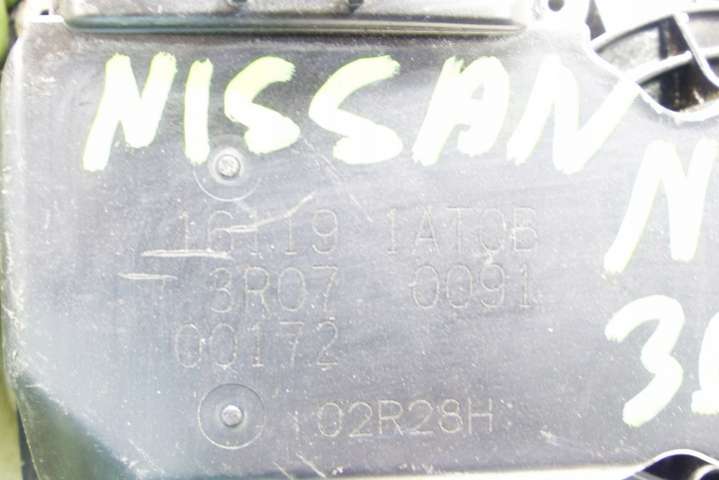 NISSAN
16119 1AT0B
3R07 0091
00172
02R28H